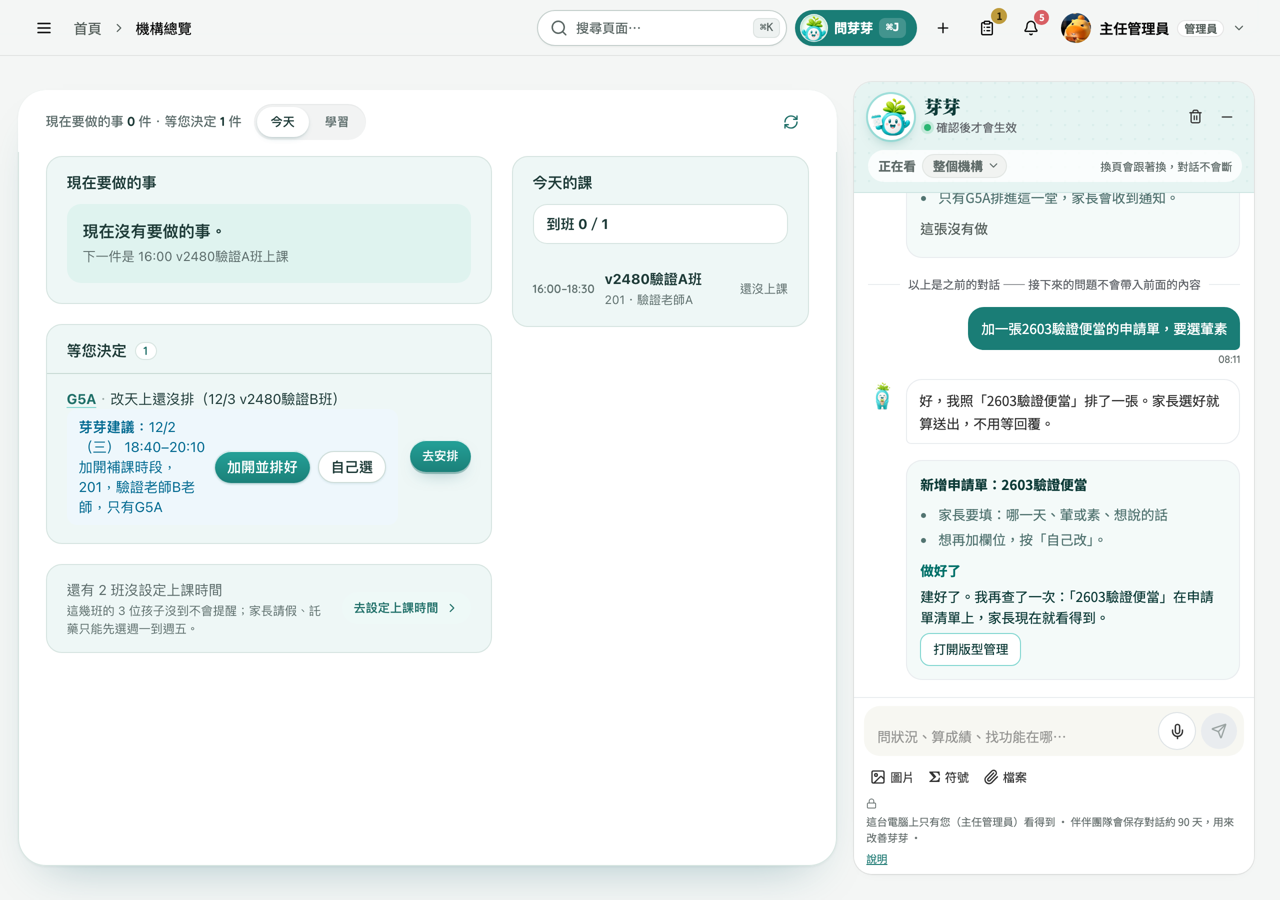 首頁 > 機構總覽
搜尋頁面… ⌘K
問芽芽 ⌘J
1
5
主任管理員 管理員
現在要做的事 0 件 · 等您決定 1 件
今天 學習
現在要做的事
現在沒有要做的事。
下一件是 16:00 v2480驗證A班上課
等您決定 1
G5A · 改天上還沒排（12/3 v2480驗證B班）
芽芽建議：12/2
（三） 18:40–20:10
加開補課時段，
201，驗證老師B老
師，只有G5A
加開並排好
自己選
去安排
還有 2 班沒設定上課時間
這幾班的 3 位孩子沒到不會提醒；家長請假、託
藥只能先選週一到週五。
去設定上課時間
今天的課
到班 0 / 1
16:00–18:30
v2480驗證A班
201 · 驗證老師A
還沒上課
芽芽
確認後才會生效
正在看 整個機構
換頁會跟著換，對話不會斷
• 只有G5A排進這一堂，家長會收到通知。
這張沒有做
以上是之前的對話 —— 接下來的問題不會帶入前面的內容
加一張2603驗證便當的申請單，要選葷素
08:11
好，我照「2603驗證便當」排了一張。家長選好就
算送出，不用等回覆。
新增申請單：2603驗證便當
• 家長要填：哪一天、葷或素、想說的話
• 想再加欄位，按「自己改」。
做好了
建好了。我再查了一次：「2603驗證便當」在申請
單清單上，家長現在就看得到。
打開版型管理
問狀況、算成績、找功能在哪…
圖片 符號 檔案
這台電腦上只有您（主任管理員）看得到 · 伴伴團隊會保存對話約 90 天，用來
改善芽芽 ·
說明